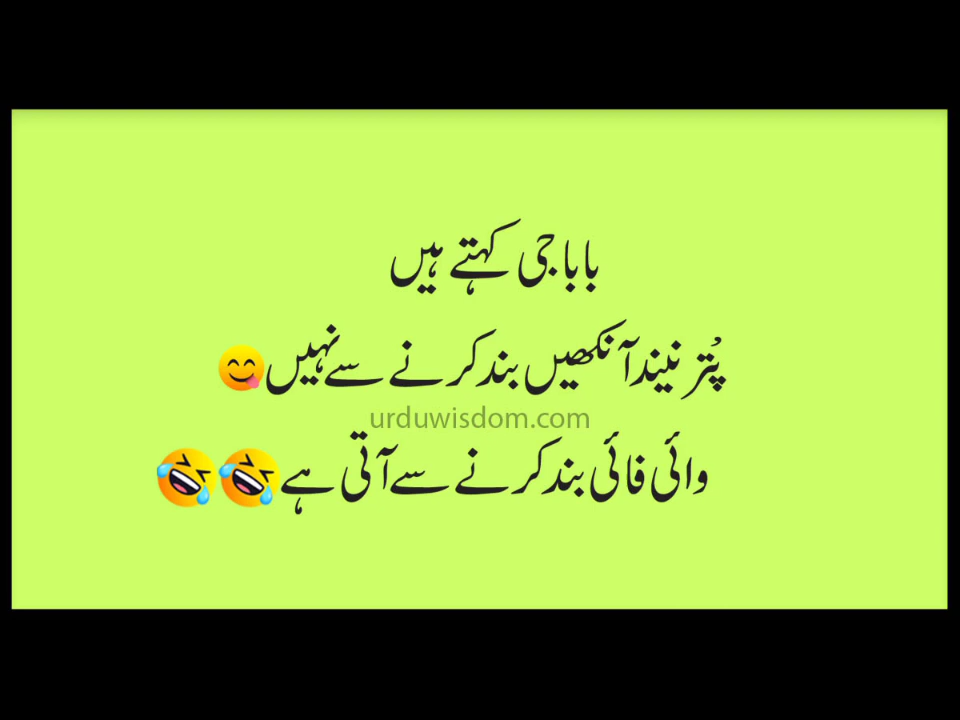 بابا جی کہتے ہیں
پُتر نیند آنکھیں بند کرنے سے نہیں😋
urduwisdom.com
وائی فائی بند کرنے سے آتی ہے🤣🤣